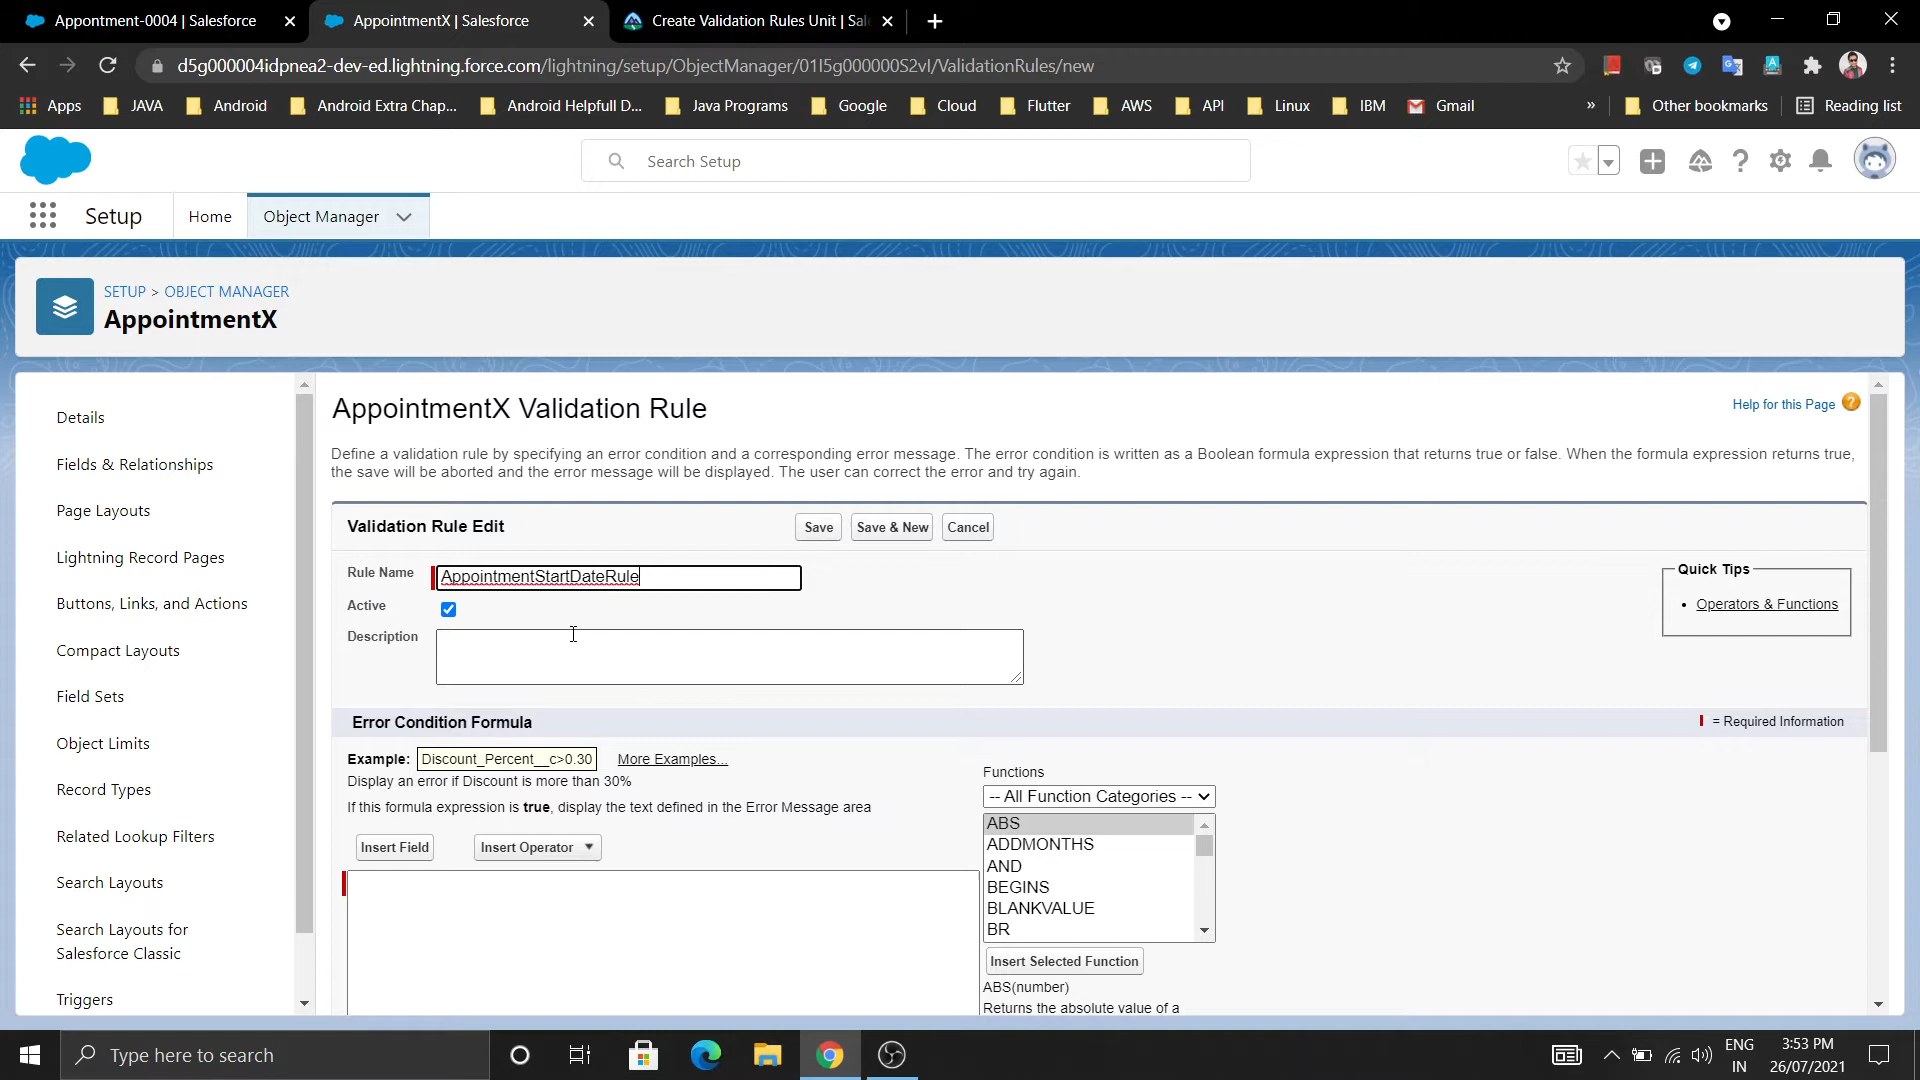 Appointment-0004 | Salesforce
AppointmentX | Salesforce
Create Validation Rules Unit | Sal
d5g000004idpnea2-dev-ed.lightning.force.com/lightning/setup/ObjectManager/01I5g000000S2vI/ValidationRules/new
Apps JAVA Android Android Extra Chap... Android Helpfull D... Java Programs Google Cloud Flutter AWS API Linux IBM Gmail » Other bookmarks Reading list
Search Setup
Setup Home Object Manager
SETUP > OBJECT MANAGER
AppointmentX
Details
Fields & Relationships
Page Layouts
Lightning Record Pages
Buttons, Links, and Actions
Compact Layouts
Field Sets
Object Limits
Record Types
Related Lookup Filters
Search Layouts
Search Layouts for
Salesforce Classic
Triggers
AppointmentX Validation Rule
Help for this Page
Define a validation rule by specifying an error condition and a corresponding error message. The error condition is written as a Boolean formula expression that returns true or false. When the formula expression returns true,
the save will be aborted and the error message will be displayed. The user can correct the error and try again.
Validation Rule Edit Save Save & New Cancel
Rule Name AppointmentStartDateRule
Active
Description
Quick Tips
• Operators & Functions
Error Condition Formula
= Required Information
Example: Discount_Percent__c>0.30 More Examples...
Display an error if Discount is more than 30%
If this formula expression is true, display the text defined in the Error Message area
Insert Field Insert Operator
Functions
-- All Function Categories --
ABS
ADDMONTHS
AND
BEGINS
BLANKVALUE
BR
Insert Selected Function
ABS(number)
Returns the absolute value of a
Type here to search
ENG
IN
3:53 PM
26/07/2021